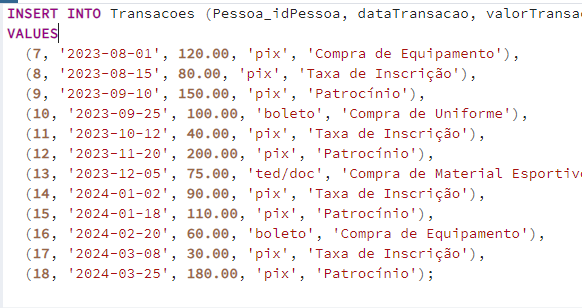 INSERT INTO Transacoes (Pessoa_idPessoa, dataTransacao,
VALUES
(7, '2023-08-01', 120.00, 'pix', 'Compra de Equipamento'),
(8, '2023-08-15', 80.00, 'pix', 'Taxa de Inscrição'),
(9, '2023-09-10', 150.00, 'pix', 'Patrocínio'),
(10, '2023-09-25', 100.00, 'boleto', 'Compra de Uniforme'),
(11, '2023-10-12', 40.00, 'pix', 'Taxa de Inscrição'),
(12, '2023-11-20', 200.00, 'pix', 'Patrocínio'),
(13, '2023-12-05', 75.00, 'ted/doc', 'Compra de Material
(14, '2024-01-02', 90.00, 'pix', 'Taxa de Inscrição'),
(15, '2024-01-18', 110.00, 'pix', 'Patrocínio'),
(16, '2024-02-20', 60.00, 'boleto', 'Compra de Equipamento'),
(17, '2024-03-08', 30.00, 'pix', 'Taxa de Inscrição'),
(18, '2024-03-25', 180.00, 'pix', 'Patrocínio');